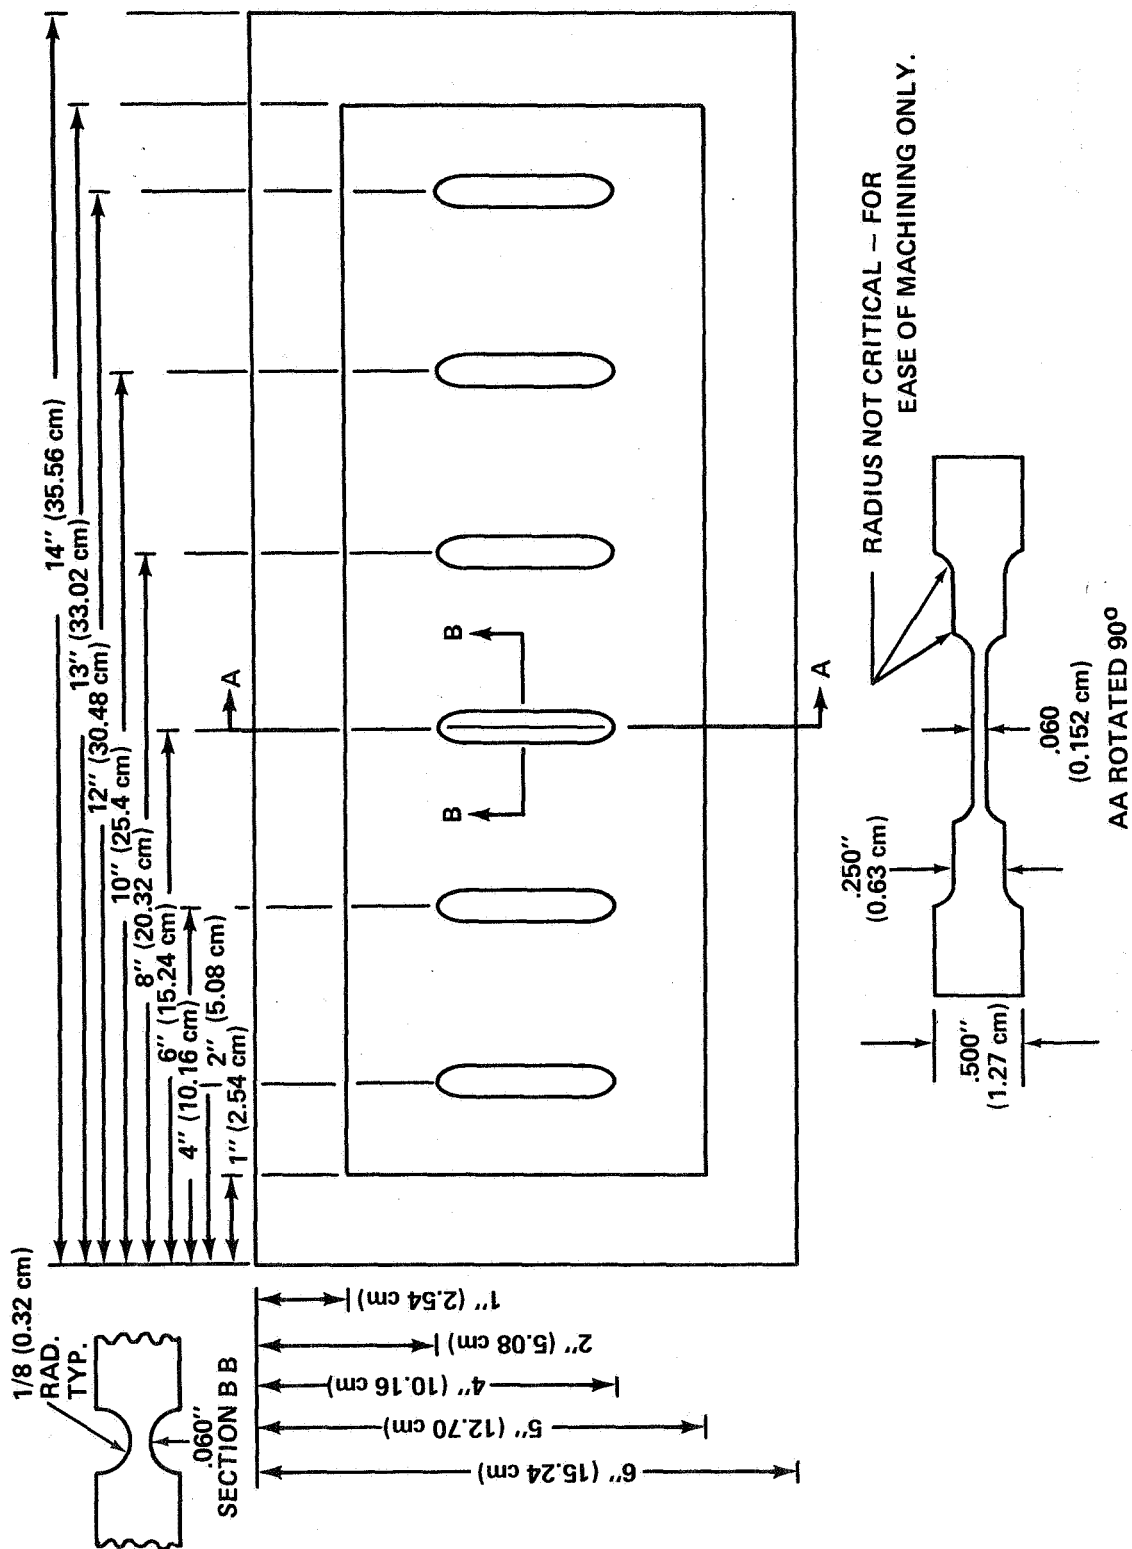 14" (35.56 cm)
13" (33.02 cm)
12" (30.48 cm)
10" (25.4 cm)
8" (20.32 cm)
6" (15.24 cm)
4" (10.16 cm)
2" (5.08 cm)
1" (2.54 cm)
1/8 (0.32 cm)
RAD.
TYP.
.060"
SECTION B B
1" (2.54 cm)
2" (5.08 cm)
4" (10.16 cm)
5" (12.70 cm)
6" (15.24 cm)
A
A
B
B
RADIUS NOT CRITICAL – FOR
EASE OF MACHINING ONLY.
.500"
(1.27 cm)
.250"
(0.63 cm)
.060
(0.152 cm)
AA ROTATED 90°